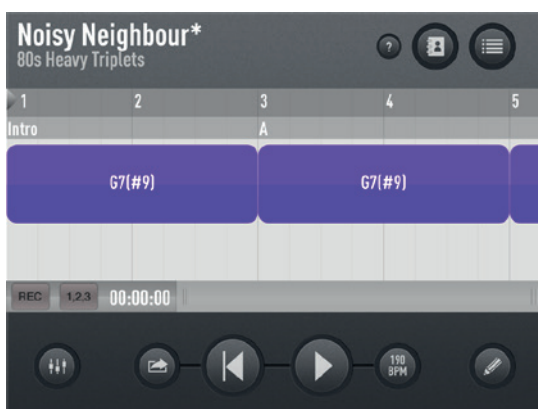 Noisy Neighbour*
80s Heavy Triplets
?
1 2 3 4 5
Intro A
G7(#9) G7(#9)
REC 1,2,3 00:00:00
190
BPM